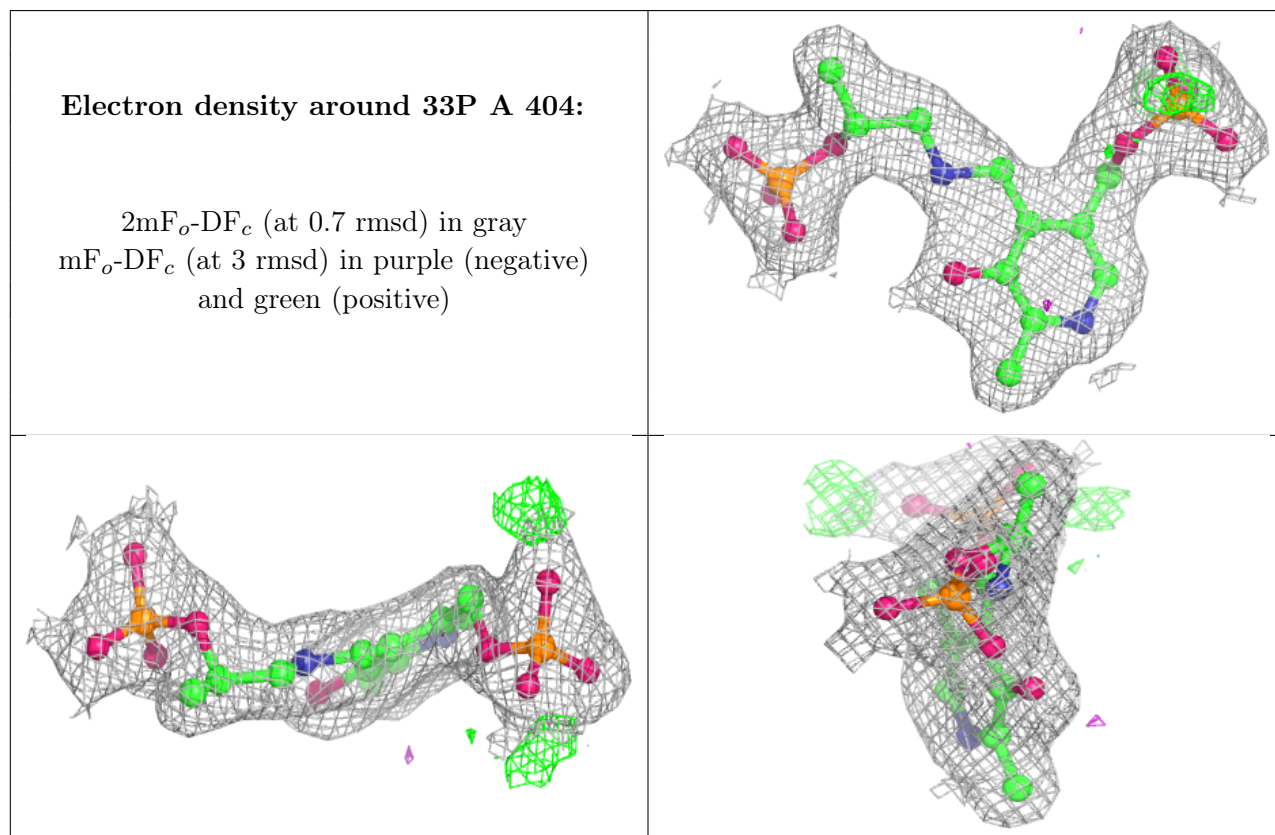 Electron density around 33P A 404:
2mFo-DFc (at 0.7 rmsd) in gray
mFo-DFc (at 3 rmsd) in purple (negative)
and green (positive)